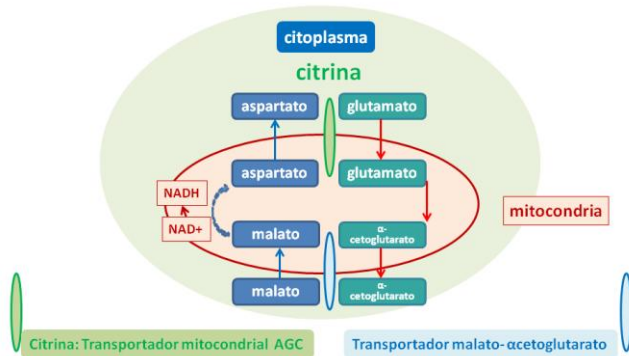 citoplasma
citrina
aspartato
glutamato
aspartato
glutamato
NADH
NAD+
mitocondria
malato
α-
cetoglutarato
malato
α-
cetoglutarato
Citrina: Transportador mitocondrial AGC
Transportador malato-αcetoglutarato